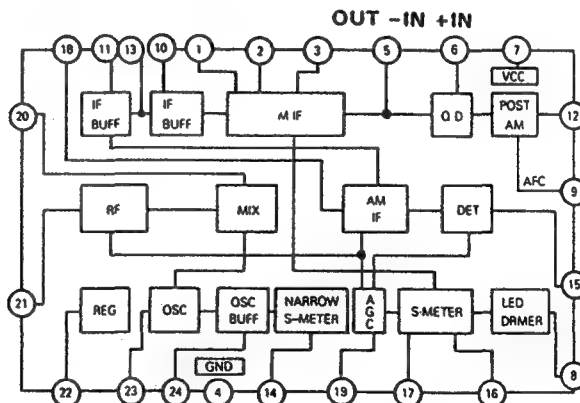 OUT -IN +IN
18 11 13 10 1 2 3 5 6 7
VCC
IF BUFF
IF BUFF
M IF
Q D
POST AM
12
20
AFC
9
RF
MIX
AM IF
DET
15
21
REG
OSC
OSC BUFF
NARROW S-METER
AGC
S-METER
LED DRMER
GND
8
22 23 24 4 14 19 17 16